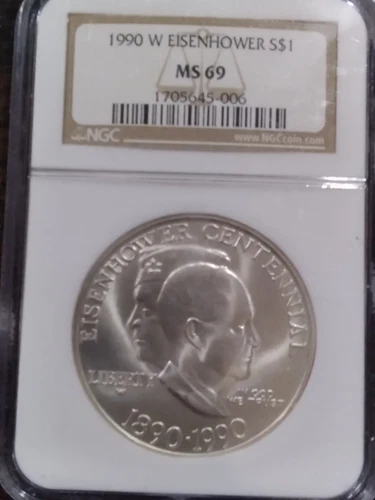 1990 W EISENHOWER S$1
MS 69
1705645-006
NGC
www.NGCcoin.com
EISENHOWER CENTENNIAL
LIBERTY
IN GOD
WE TRUST
1890-1990